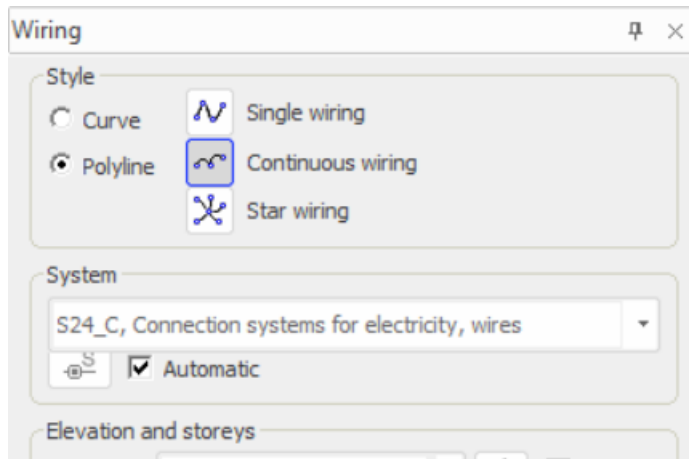 Wiring
Style
Curve
Single wiring
Polyline
Continuous wiring
Star wiring
System
S24_C, Connection systems for electricity, wires
S
Automatic
Elevation and storeys